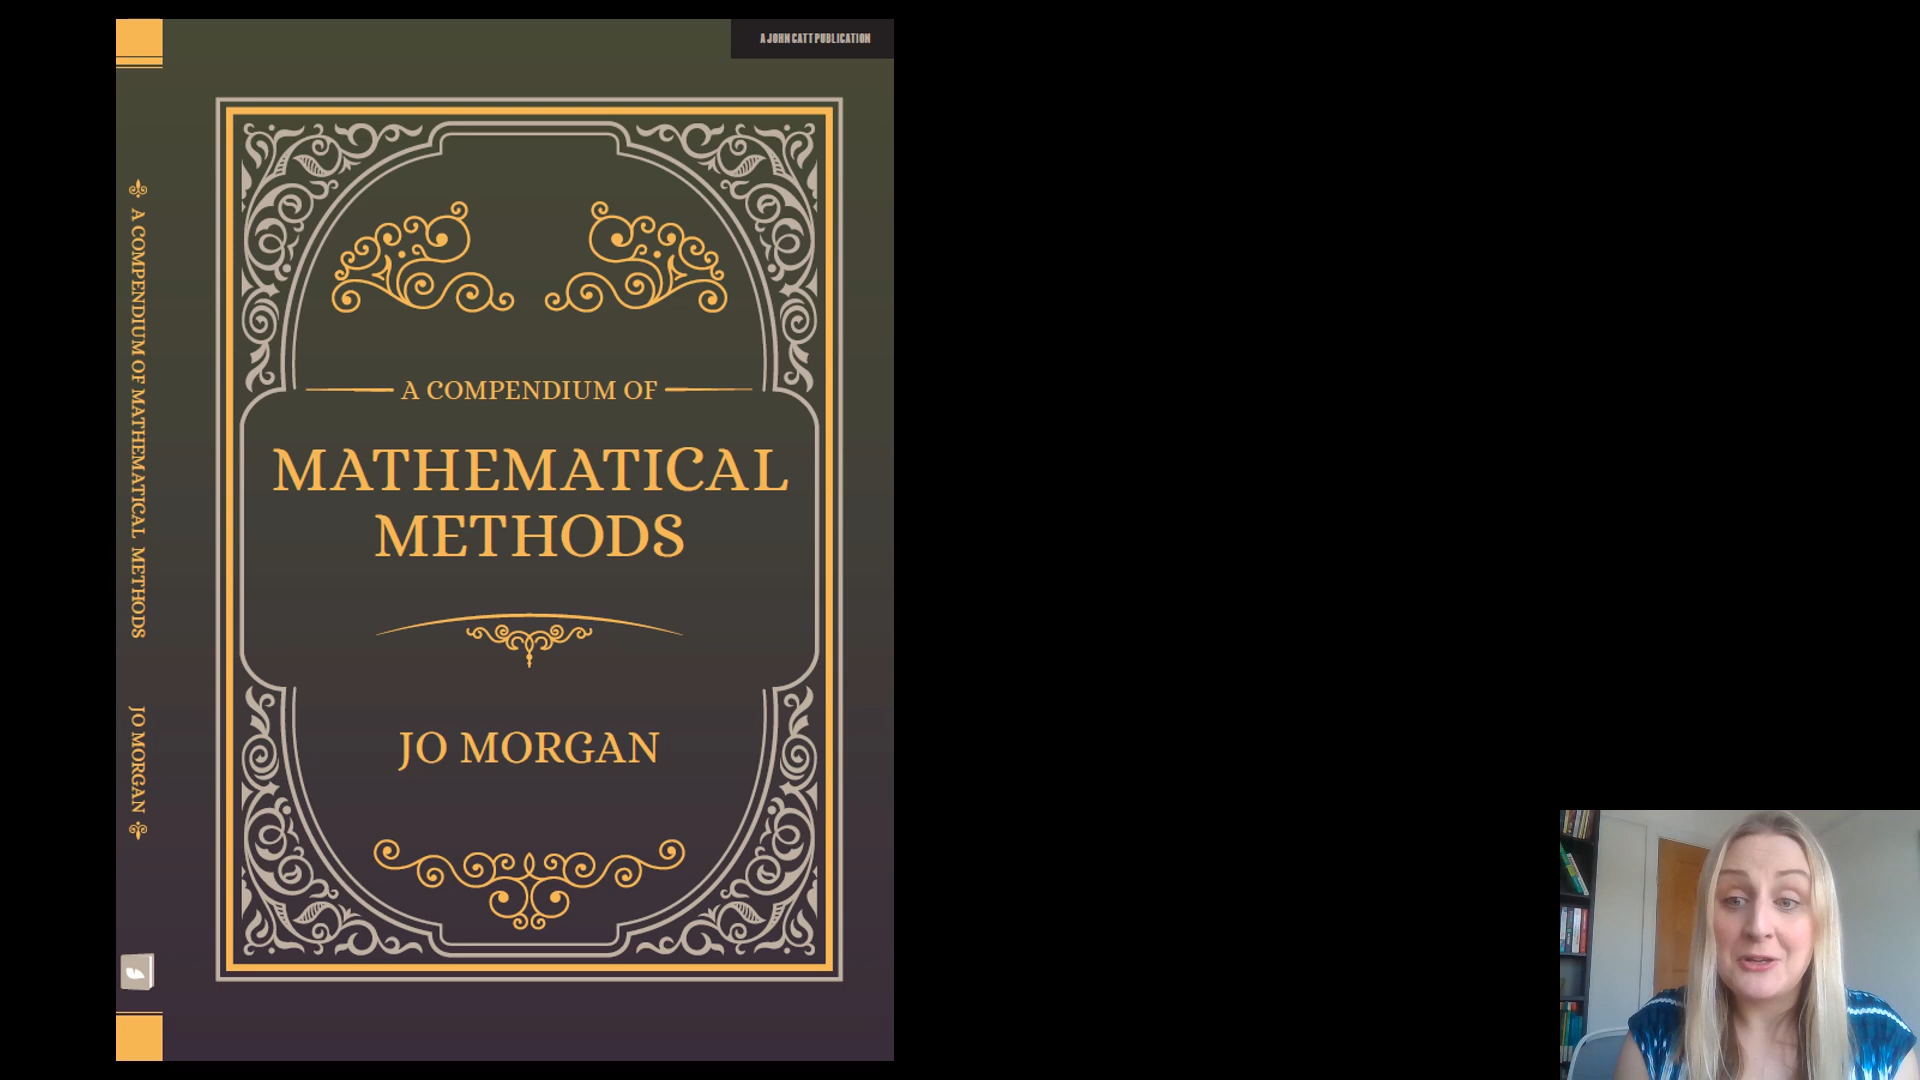 A JOHN CATT PUBLICATION
A COMPENDIUM OF MATHEMATICAL METHODS
JO MORGAN
A COMPENDIUM OF
MATHEMATICAL
METHODS
JO MORGAN